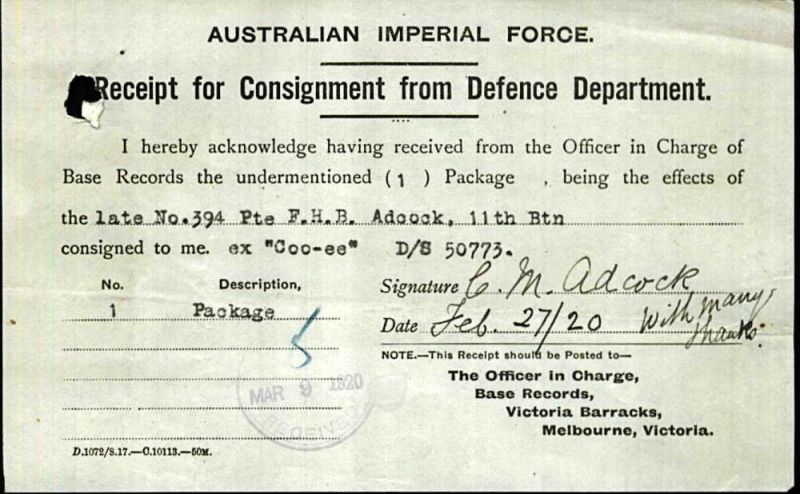 AUSTRALIAN IMPERIAL FORCE.
Receipt for Consignment from Defence Department.
I hereby acknowledge having received from the Officer in Charge of
Base Records the undermentioned (1) Package , being the effects of
the late No.394 Pte F.H.B. Adcock, 11th Btn
consigned to me. ex "Coo-ee" D/S 50773.
No. Description,
1 Package
5
MAR 9 1920
RECEIVED
D.1072/8.17.—C.10113.—50M.
Signature C. M. Adcock
Date Feb. 27/20 With many thanks.
NOTE.—This Receipt should be Posted to—
The Officer in Charge,
Base Records,
Victoria Barracks,
Melbourne, Victoria.